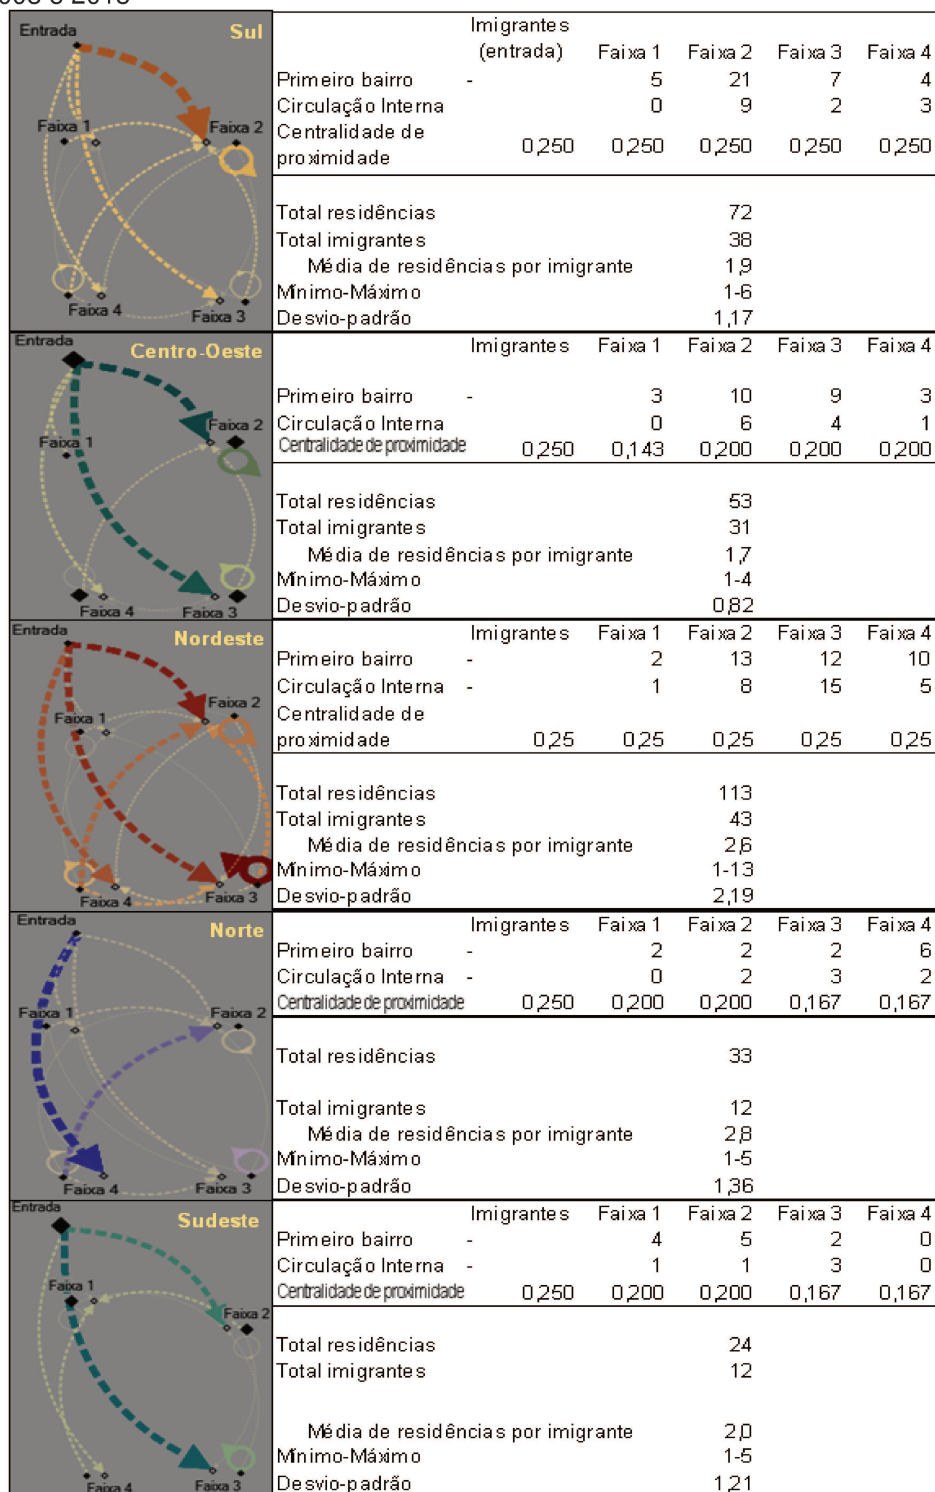 Entrada
Sul
Faixa 1
Faixa 2
Faixa 4
Faixa 3
Imigrantes
(entrada) Faixa 1 Faixa 2 Faixa 3 Faixa 4
Primeiro bairro - 5 21 7 4
Circulação Interna 0 9 2 3
Centralidade de
proximidade 0,250 0,250 0,250 0,250 0,250
Total residências 72
Total imigrantes 38
Média de residências por imigrante 1,9
Mínimo-Máximo 1-6
Desvio-padrão 1,17
Entrada
Centro-Oeste
Faixa 2
Faixa 1
Faixa 4
Faixa 3
Imigrantes Faixa 1 Faixa 2 Faixa 3 Faixa 4
Primeiro bairro - 3 10 9 3
Circulação Interna 0 6 4 1
Centralidade de proximidade 0,250 0,143 0,200 0,200 0,200
Total residências 53
Total imigrantes 31
Média de residências por imigrante 1,7
Mínimo-Máximo 1-4
Desvio-padrão 0,82
Entrada
Nordeste
Faixa 2
Faixa 1
Faixa 4
Faixa 3
Imigrantes Faixa 1 Faixa 2 Faixa 3 Faixa 4
Primeiro bairro - 2 13 12 10
Circulação Interna - 1 8 15 5
Centralidade de
proximidade 0,25 0,25 0,25 0,25 0,25
Total residências 113
Total imigrantes 43
Média de residências por imigrante 2,6
Mínimo-Máximo 1-13
Desvio-padrão 2,19
Entrada
Norte
Faixa 1
Faixa 2
Faixa 4
Faixa 3
Imigrantes Faixa 1 Faixa 2 Faixa 3 Faixa 4
Primeiro bairro - 2 2 2 6
Circulação Interna - 0 2 3 2
Centralidade de proximidade 0,250 0,200 0,200 0,167 0,167
Total residências 33
Total imigrantes 12
Média de residências por imigrante 2,8
Mínimo-Máximo 1-5
Desvio-padrão 1,36
Entrada
Sudeste
Faixa 1
Faixa 2
Faixa 4
Faixa 3
Imigrantes Faixa 1 Faixa 2 Faixa 3 Faixa 4
Primeiro bairro - 4 5 2 0
Circulação Interna - 1 1 3 0
Centralidade de proximidade 0,250 0,200 0,200 0,167 0,167
Total residências 24
Total imigrantes 12
Média de residências por imigrante 2,0
Mínimo-Máximo 1-5
Desvio-padrão 1,21